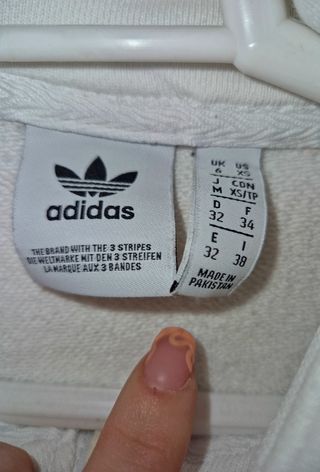 adidas
THE BRAND WITH THE 3 STRIPES
DIE WELTMARKE MIT DEN 3 STREIFEN
LA MARQUE AUX 3 BANDES
UK US
6 XS
J CDN
M XS/TP
D F
32 34
E I
32 38
MADE IN
PAKISTAN